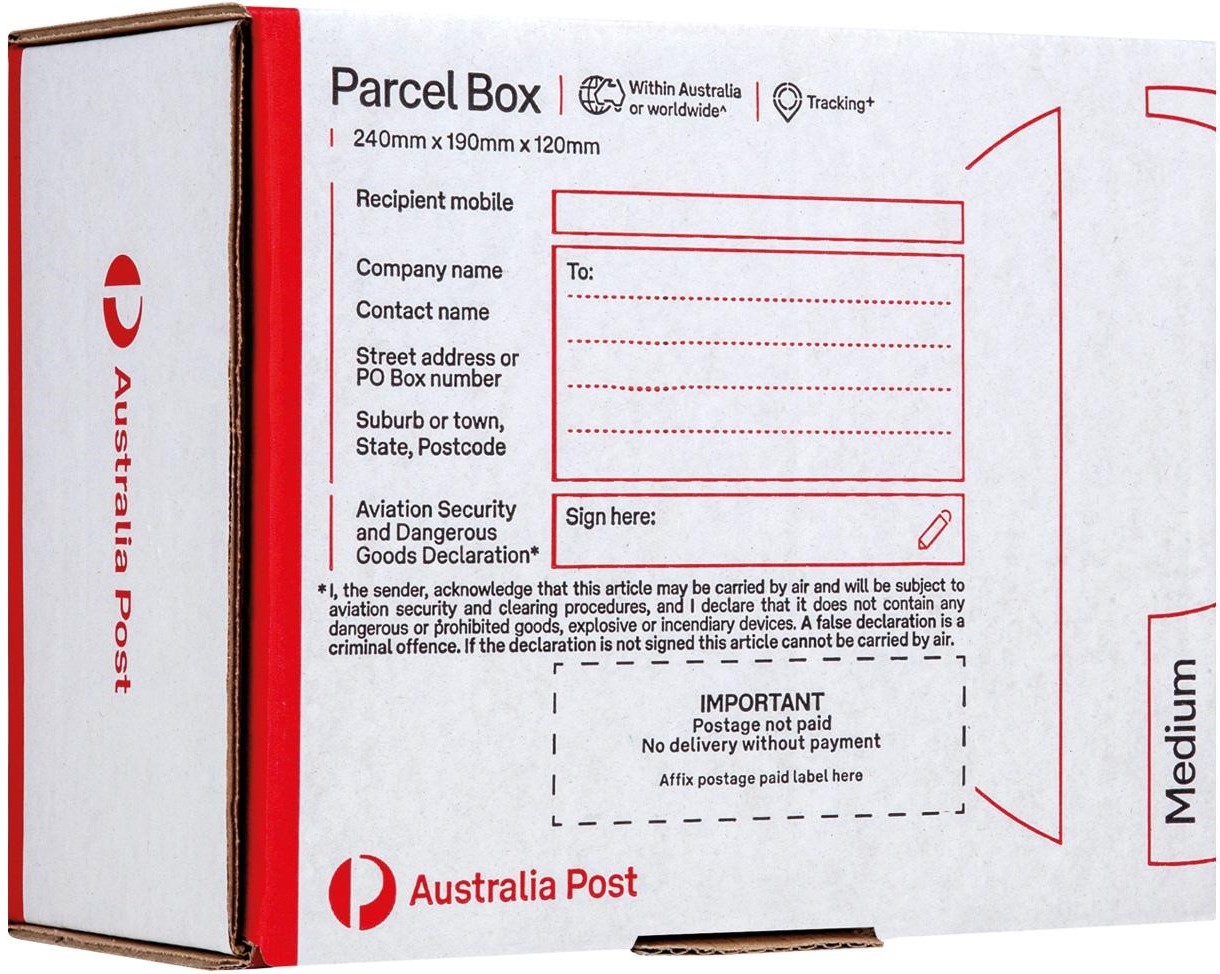 Parcel Box
Within Australia
or worldwide^
Tracking+
240mm x 190mm x 120mm
Recipient mobile
Company name
To:
Contact name
Street address or
PO Box number
Suburb or town,
State, Postcode
Aviation Security
and Dangerous
Goods Declaration*
Sign here:
*I, the sender, acknowledge that this article may be carried by air and will be subject to
aviation security and clearing procedures, and I declare that it does not contain any
dangerous or prohibited goods, explosive or incendiary devices. A false declaration is a
criminal offence. If the declaration is not signed this article cannot be carried by air.
IMPORTANT
Postage not paid
No delivery without payment
Affix postage paid label here
Australia Post
Australia Post
Medium